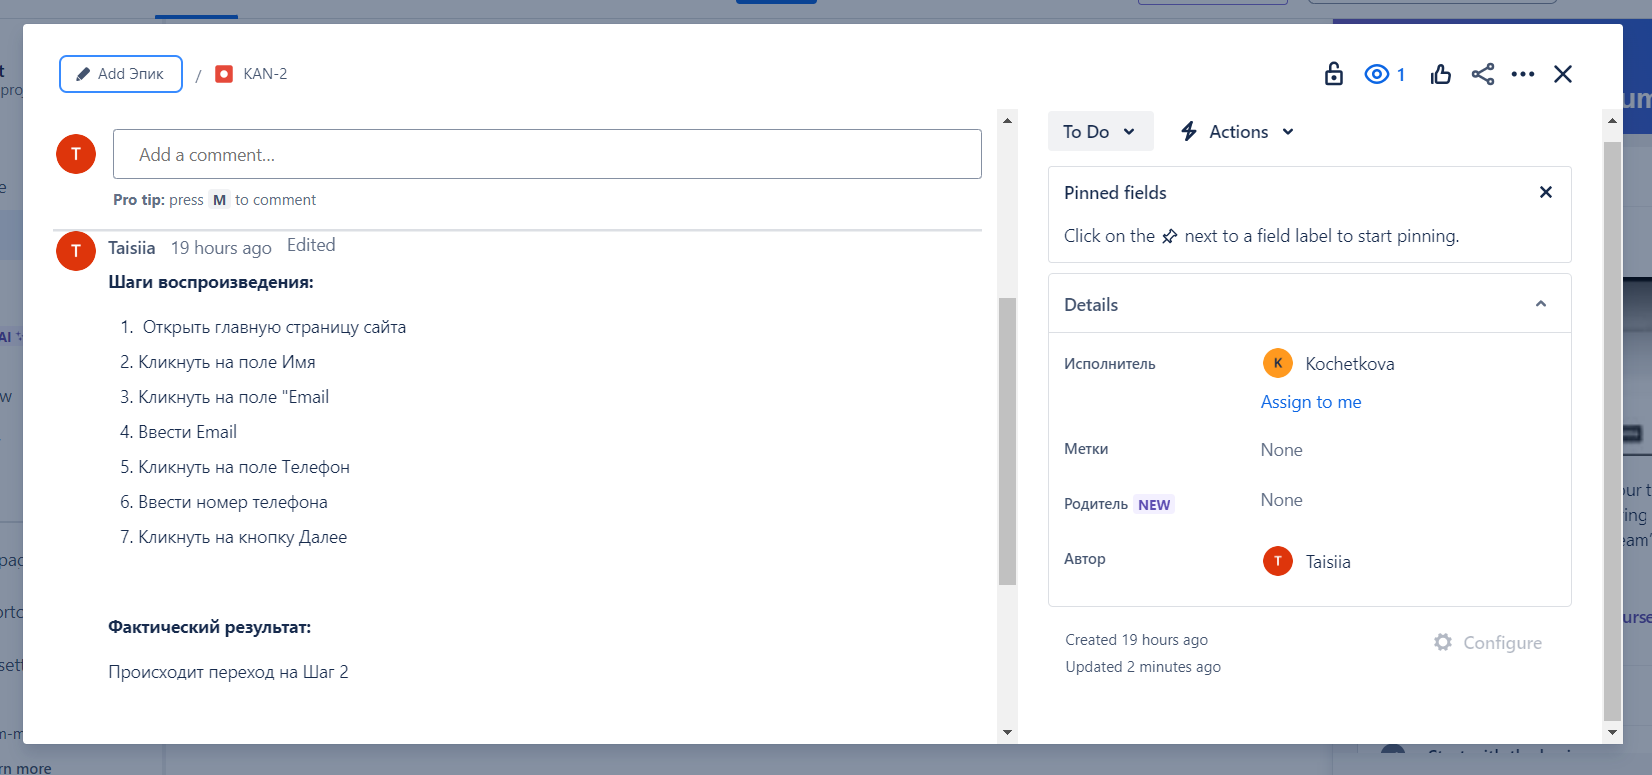 Add Эпик / KAN-2
1
Add a comment...
Pro tip: press M to comment
Taisiia 19 hours ago Edited
Шаги воспроизведения:
1. Открыть главную страницу сайта
2. Кликнуть на поле Имя
3. Кликнуть на поле "Email
4. Ввести Email
5. Кликнуть на поле Телефон
6. Ввести номер телефона
7. Кликнуть на кнопку Далее
Фактический результат:
Происходит переход на Шаг 2
To Do Actions
Pinned fields
Click on the next to a field label to start pinning.
Details
Исполнитель K Kochetkova
Assign to me
Метки None
Родитель NEW None
Автор T Taisiia
Created 19 hours ago
Updated 2 minutes ago
Configure
T
T
AI
more